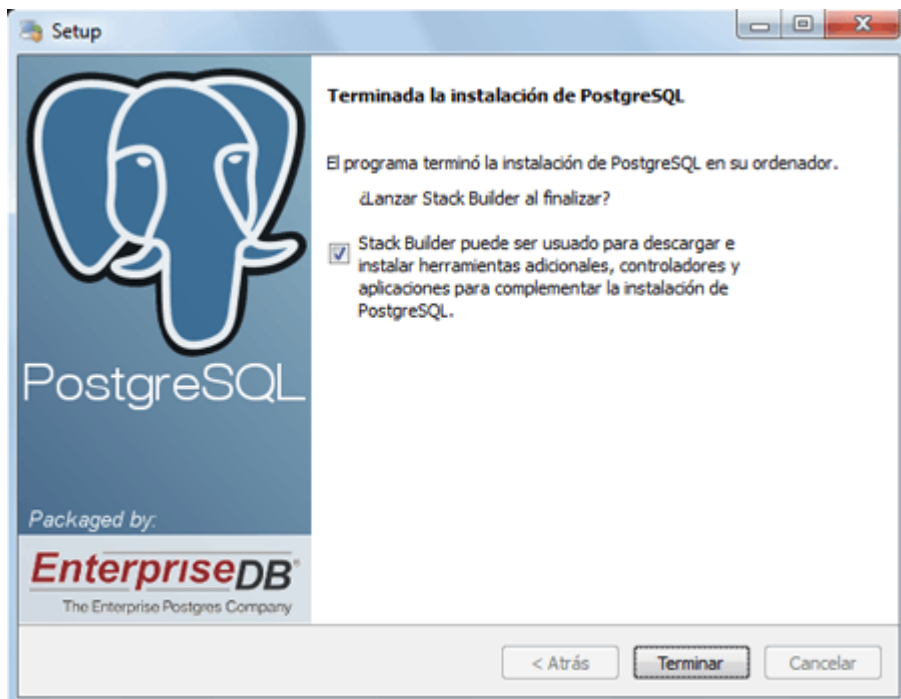 Setup
Terminada la instalación de PostgreSQL
El programa terminó la instalación de PostgreSQL en su ordenador.
¿Lanzar Stack Builder al finalizar?
Stack Builder puede ser usado para descargar e
instalar herramientas adicionales, controladores y
aplicaciones para complementar la instalación de
PostgreSQL.
PostgreSQL
Packaged by:
EnterpriseDB®
The Enterprise Postgres Company
< Atrás
Terminar
Cancelar